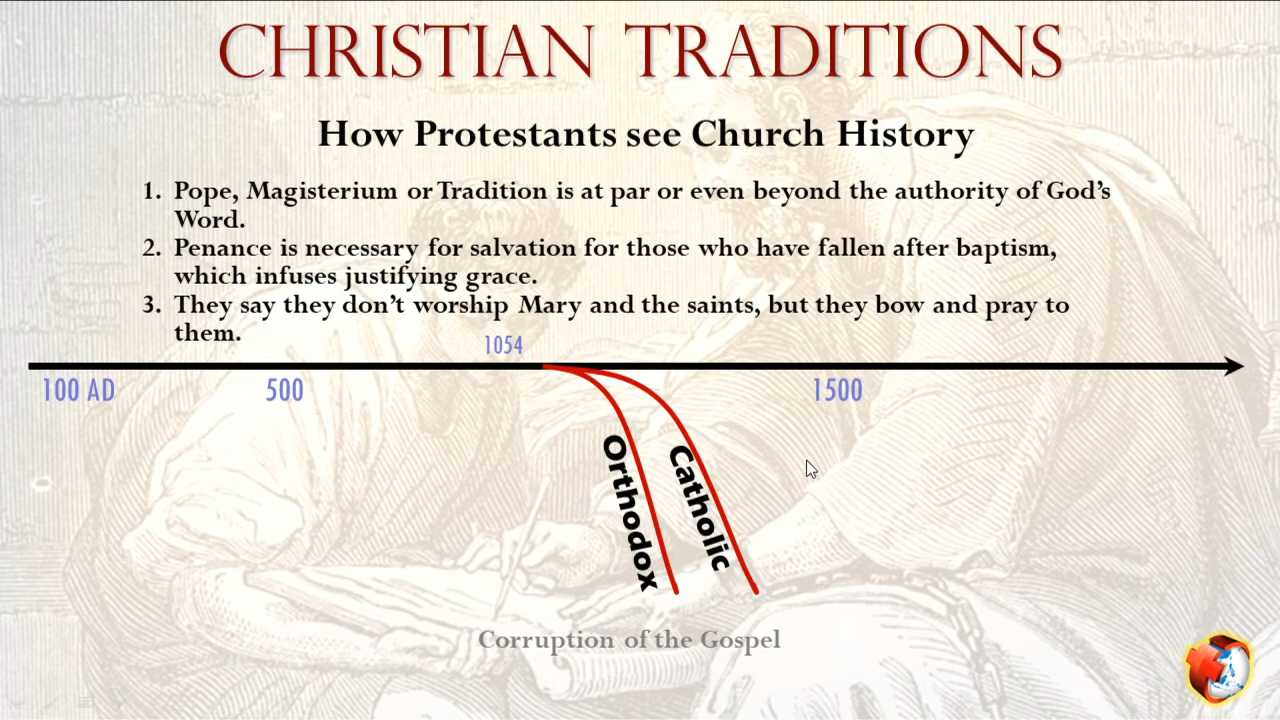 CHRISTIAN TRADITIONS
How Protestants see Church History
1. Pope, Magisterium or Tradition is at par or even beyond the authority of God's
Word.
2. Penance is necessary for salvation for those who have fallen after baptism,
which infuses justifying grace.
3. They say they don't worship Mary and the saints, but they bow and pray to
them.
1054
100 AD
500
1500
Orthodox
Catholic
Corruption of the Gospel